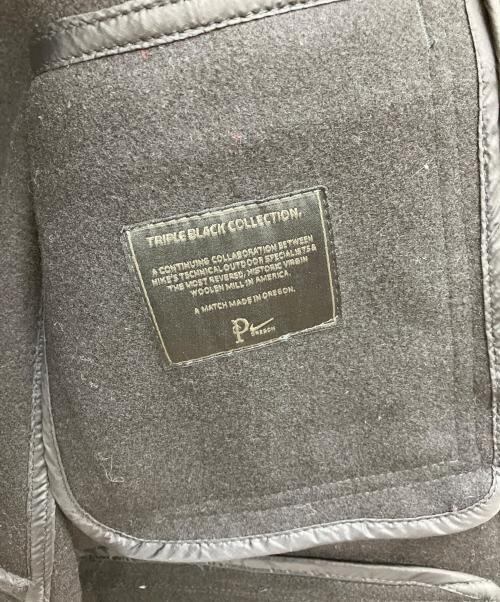 TRIPLE BLACK COLLECTION.
A CONTINUING COLLABORATION BETWEEN
NIKE'S TECHNICAL OUTDOOR SPECIALISTS &
THE MOST REVERED, HISTORIC VIRGIN
WOOLEN MILL IN AMERICA.
A MATCH MADE IN OREGON.
P
OREGON